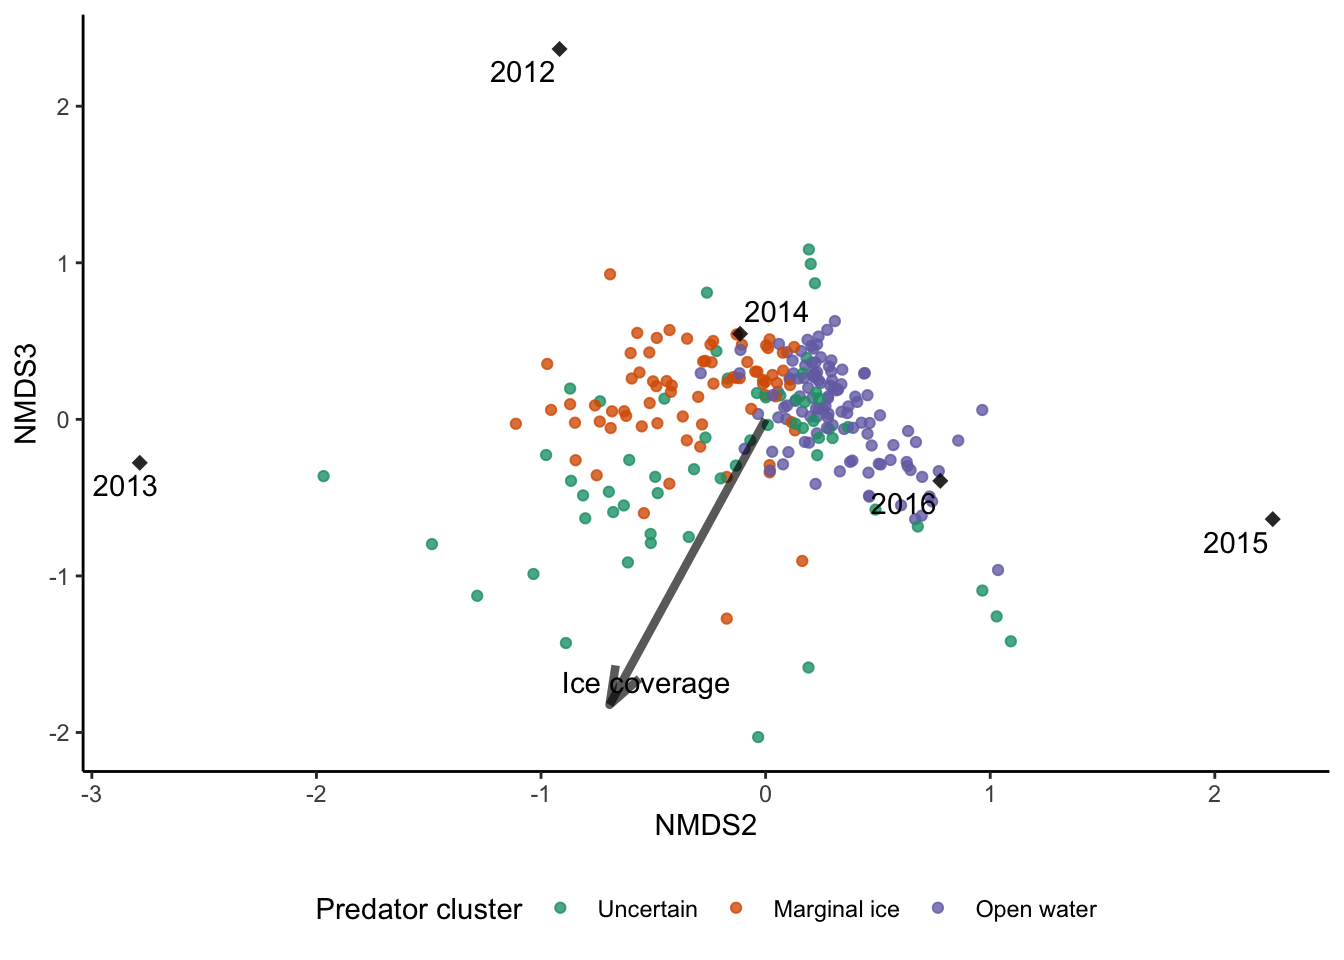 2012
2
1
2014
0
NMDS3
2013
2016
2015
-1
Ice coverage
-2
-3 -2 -1 0 1 2
NMDS2
Predator cluster Uncertain Marginal ice Open water